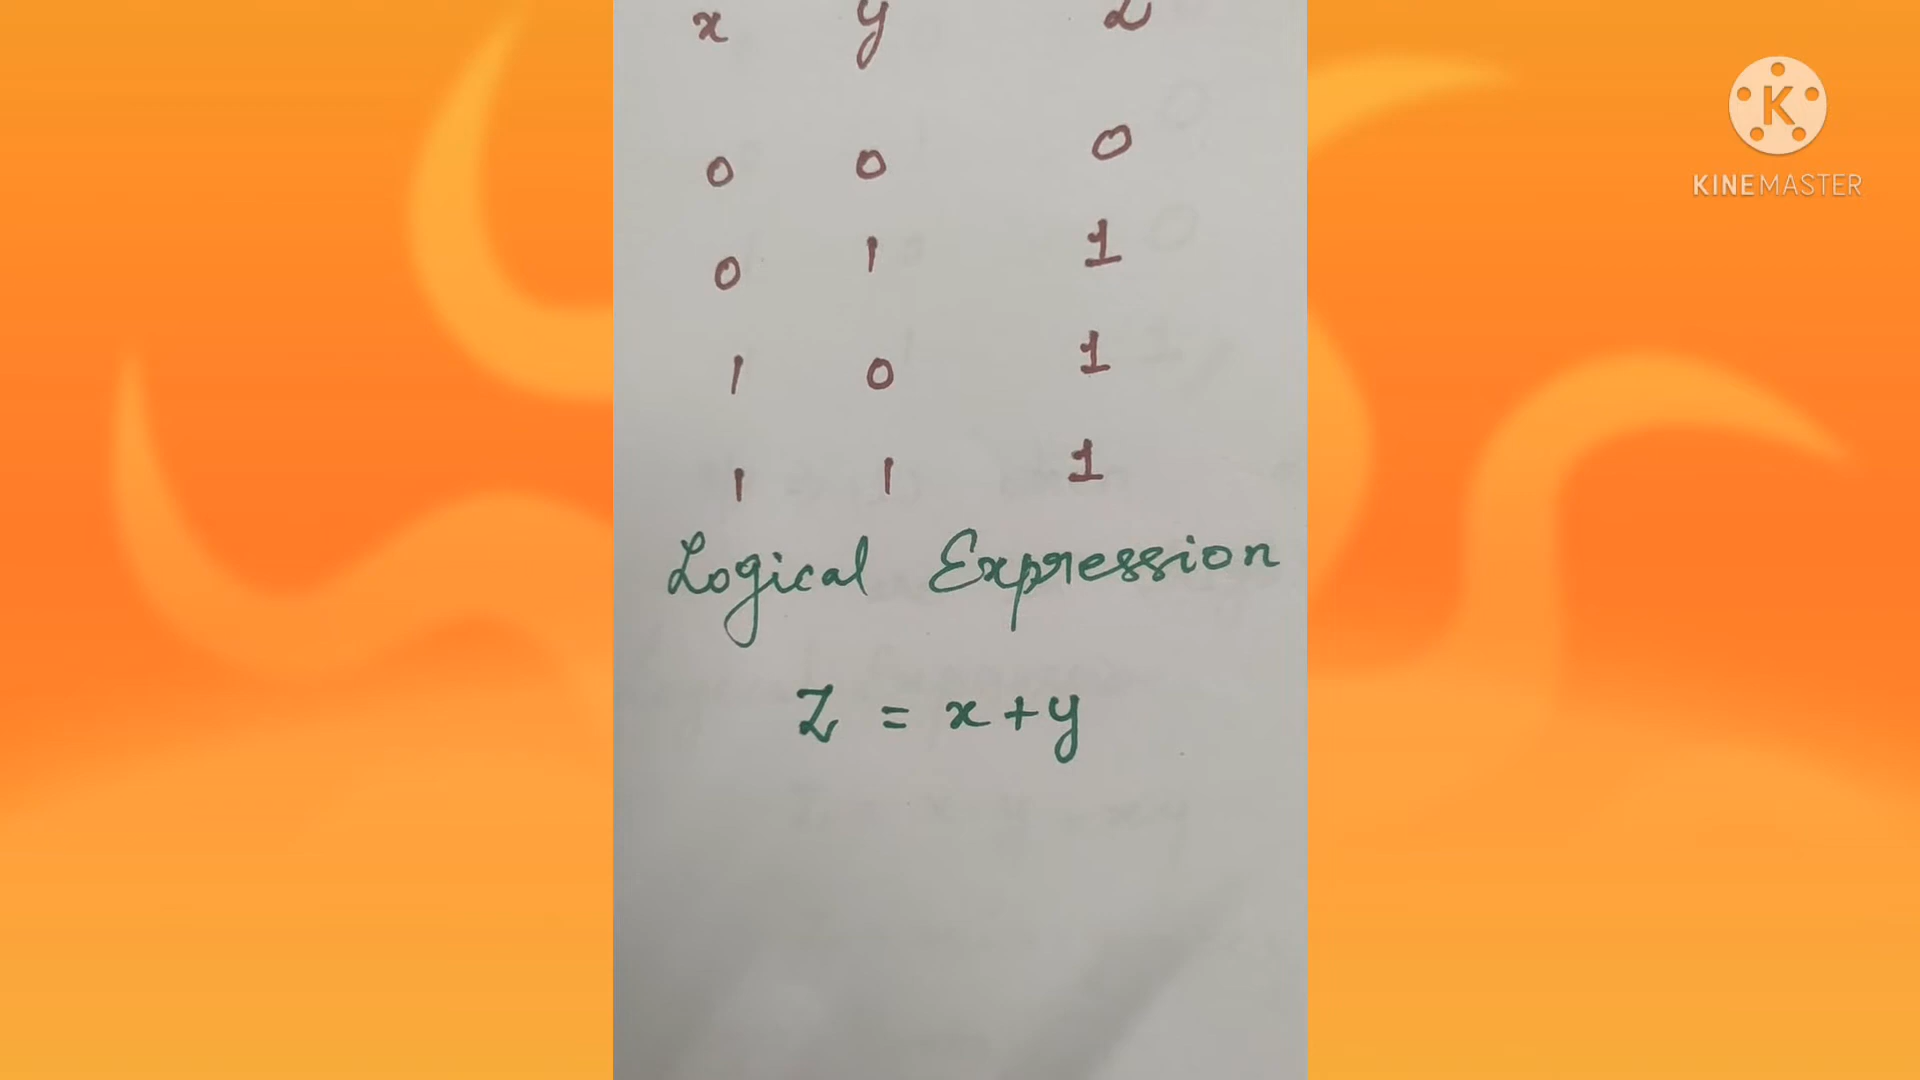 x y Z
0 0 0
0 1 1
1 0 1
1 1 1
Logical Expression
Z = x+y
K
KINEMASTER